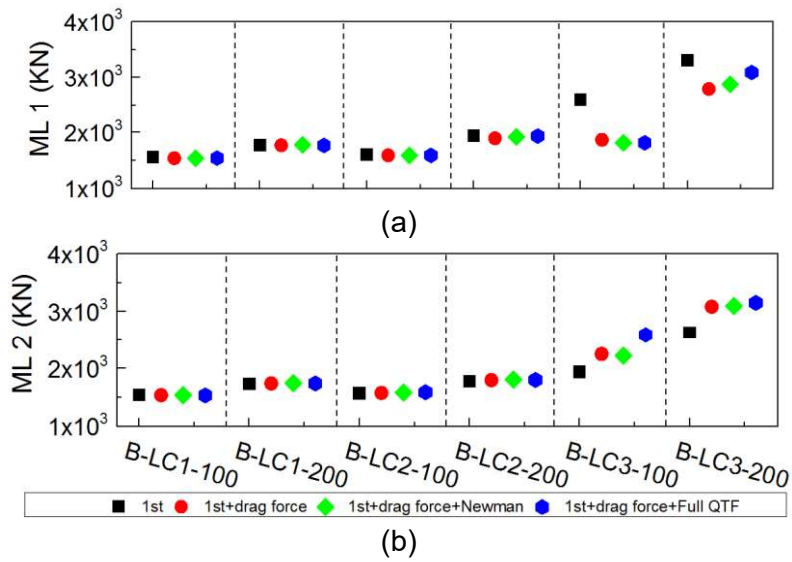 ML 1 (KN)
4x10³
3x10³
2x10³
1x10³
(a)
ML 2 (KN)
4x10³
3x10³
2x10³
1x10³
B-LC1-100 B-LC1-200 B-LC2-100 B-LC2-200 B-LC3-100 B-LC3-200
1st 1st+drag force 1st+drag force+Newman 1st+drag force+Full QTF
(b)